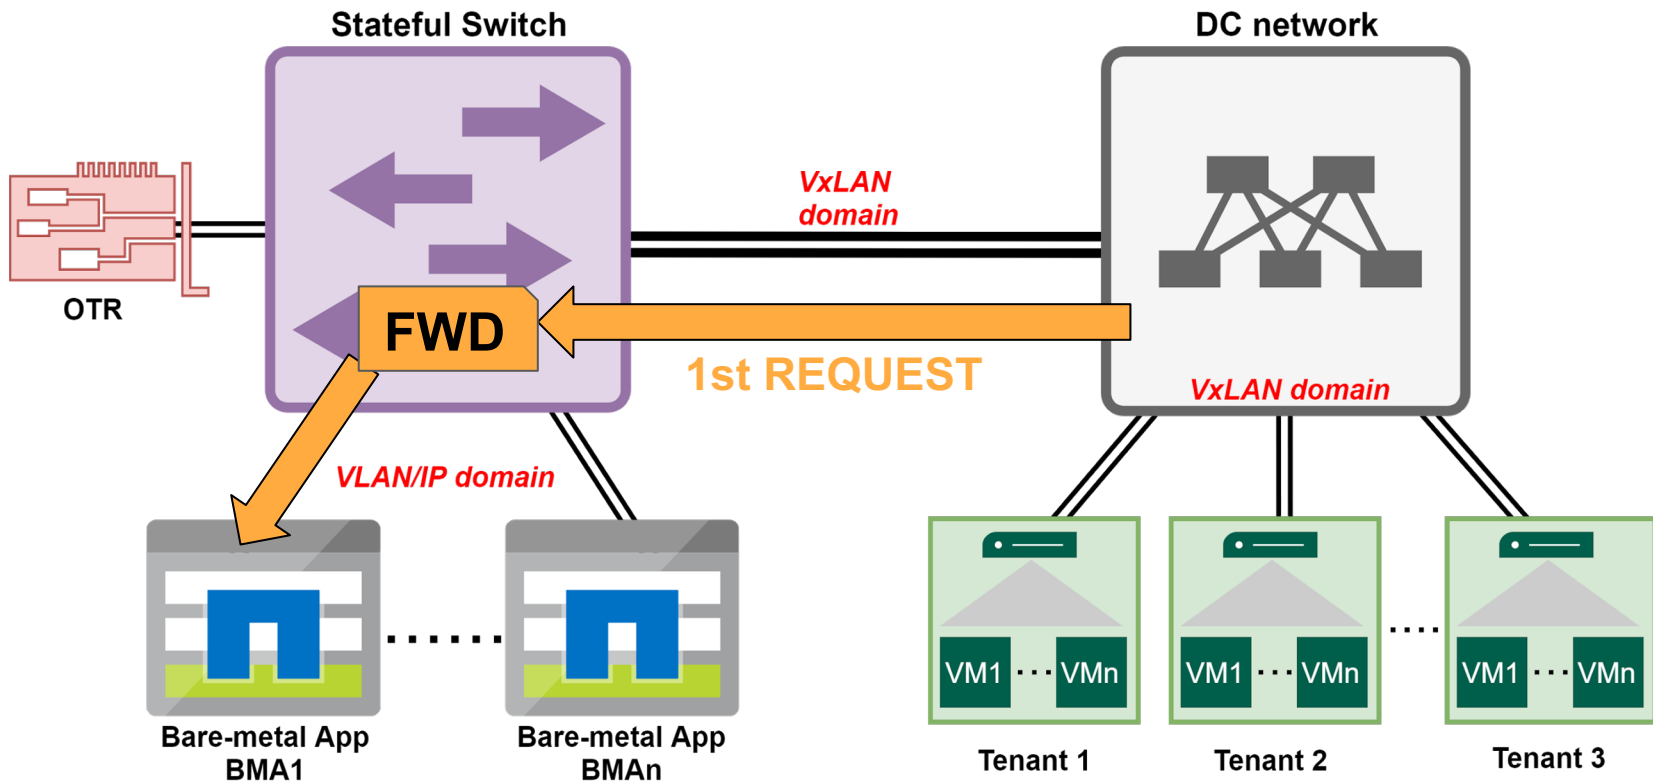 Stateful Switch
DC network
VxLAN
domain
OTR
FWD
1st REQUEST
VxLAN domain
VLAN/IP domain
VM1
VMn
VM1
VMn
VM1
VMn
Bare-metal App
BMA1
Bare-metal App
BMAn
Tenant 1
Tenant 2
Tenant 3